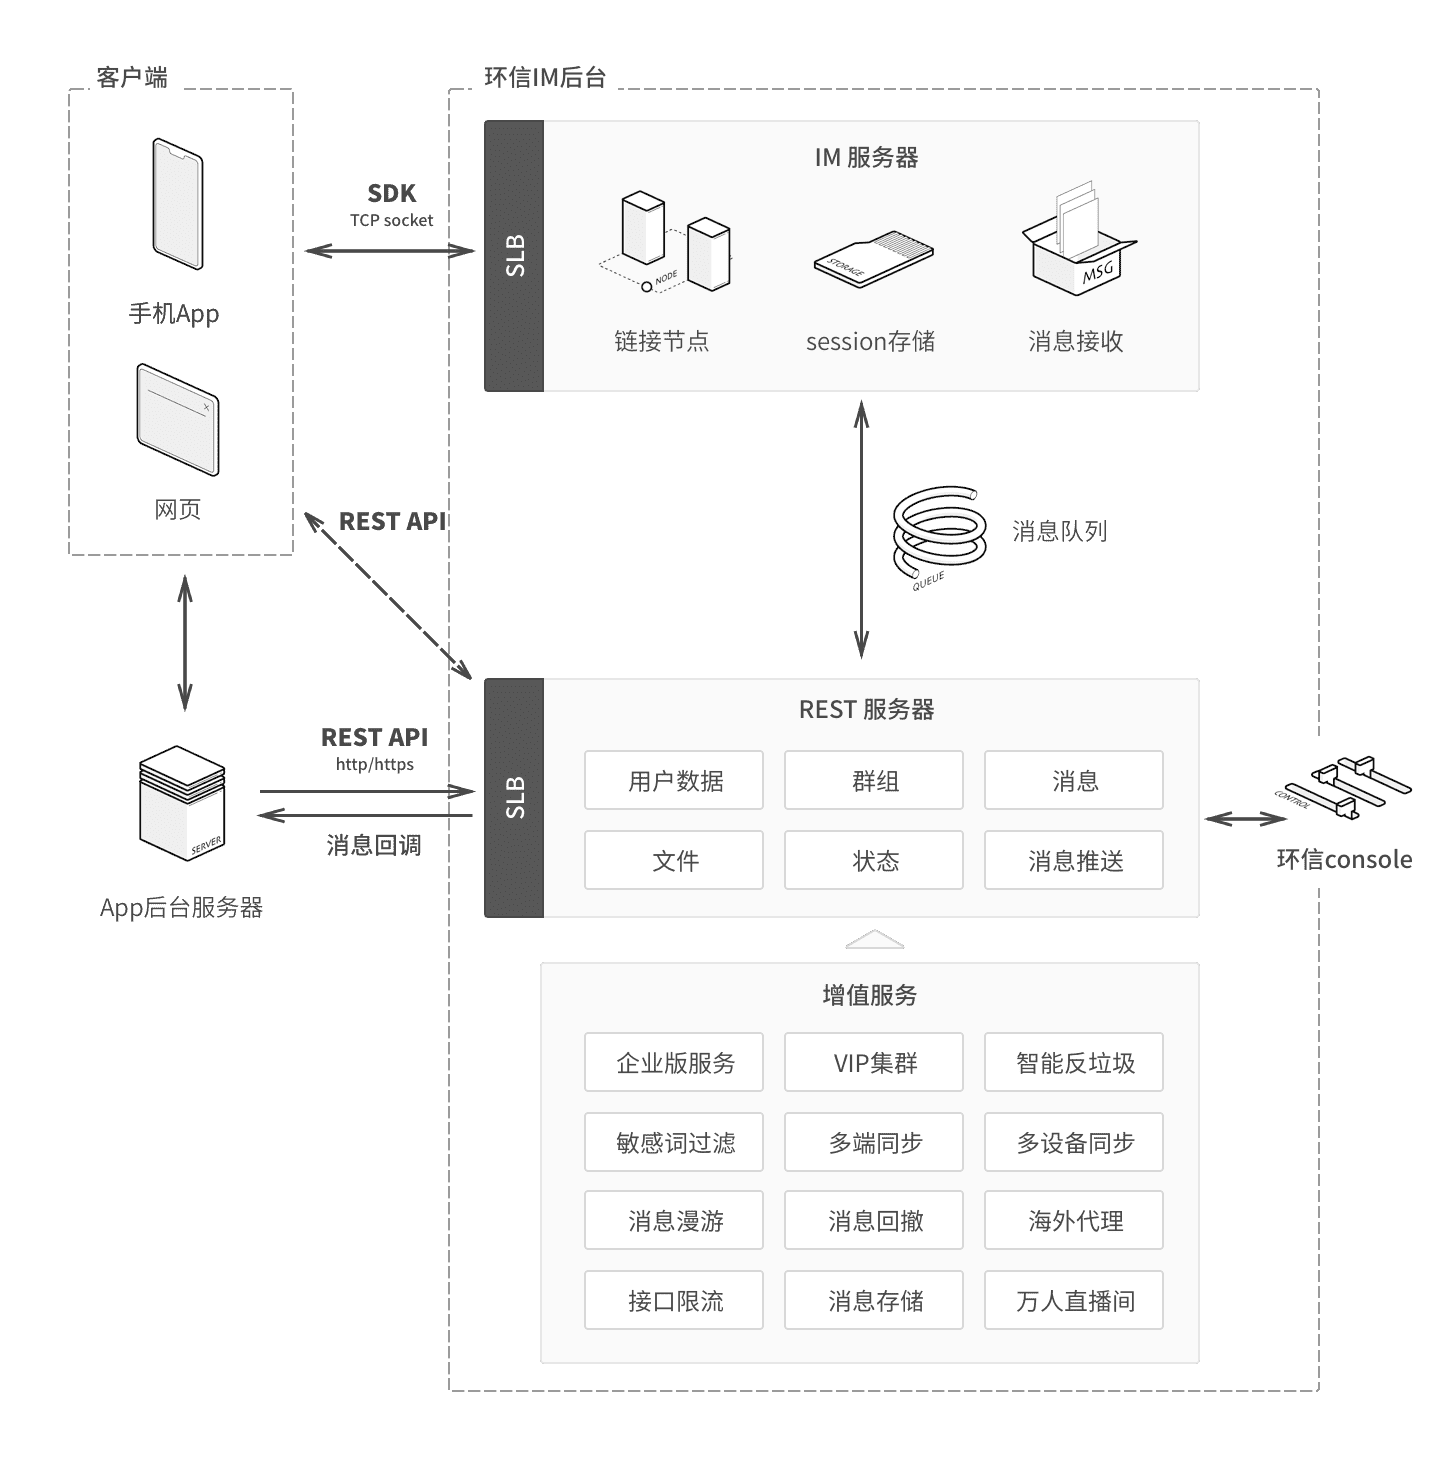 客户端
环信IM后台
SLB
IM 服务器
SDK
TCP socket
NODE
STORAGE
MSG
手机App
链接节点
session存储
消息接收
网页
REST API
消息队列
QUEUE
SLB
REST 服务器
REST API
http/https
用户数据
群组
消息
CONTROL
消息回调
SERVER
文件
状态
消息推送
环信console
App后台服务器
增值服务
企业版服务
VIP集群
智能反垃圾
敏感词过滤
多端同步
多设备同步
消息漫游
消息回撤
海外代理
接口限流
消息存储
万人直播间